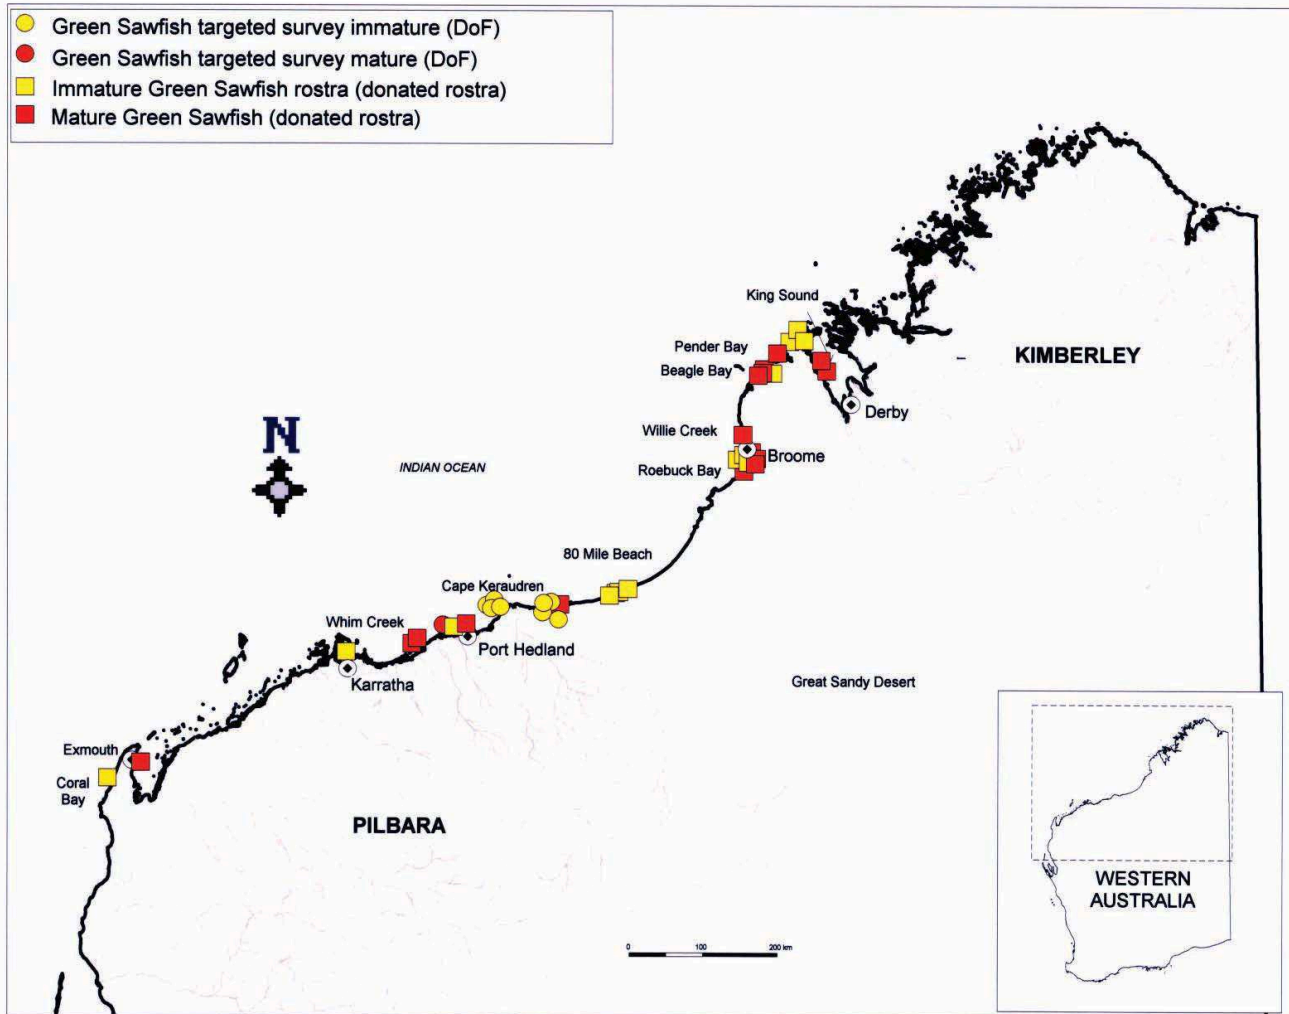 Green Sawfish targeted survey immature (DoF)
Green Sawfish targeted survey mature (DoF)
Immature Green Sawfish rostra (donated rostra)
Mature Green Sawfish (donated rostra)
King Sound
Pender Bay
KIMBERLEY
Beagle Bay
Derby
N
Willie Creek
Broome
INDIAN OCEAN
Roebuck Bay
80 Mile Beach
Cape Keraudren
Whim Creek
Port Hedland
Karratha
Great Sandy Desert
Exmouth
Coral
Bay
PILBARA
WESTERN
AUSTRALIA
0 100 200 km